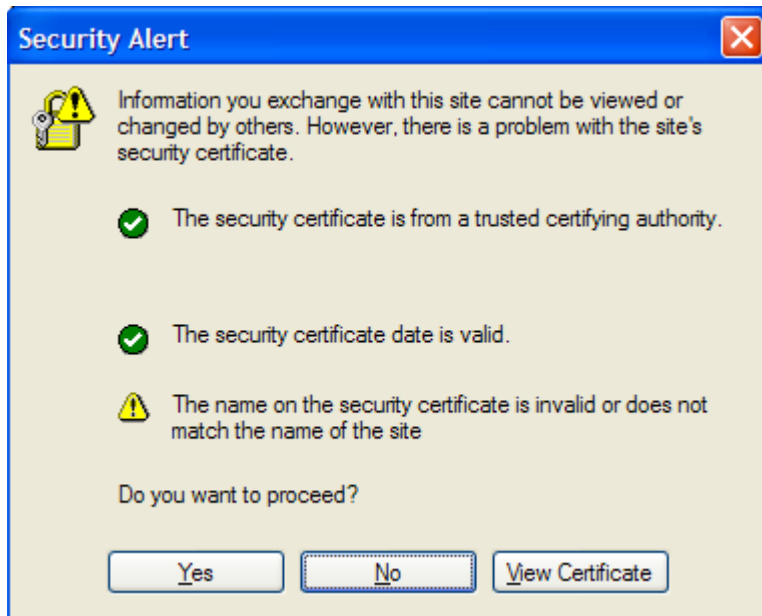 Security Alert
Information you exchange with this site cannot be viewed or
changed by others. However, there is a problem with the site's
security certificate.
The security certificate is from a trusted certifying authority.
The security certificate date is valid.
The name on the security certificate is invalid or does not
match the name of the site
Do you want to proceed?
Yes No View Certificate